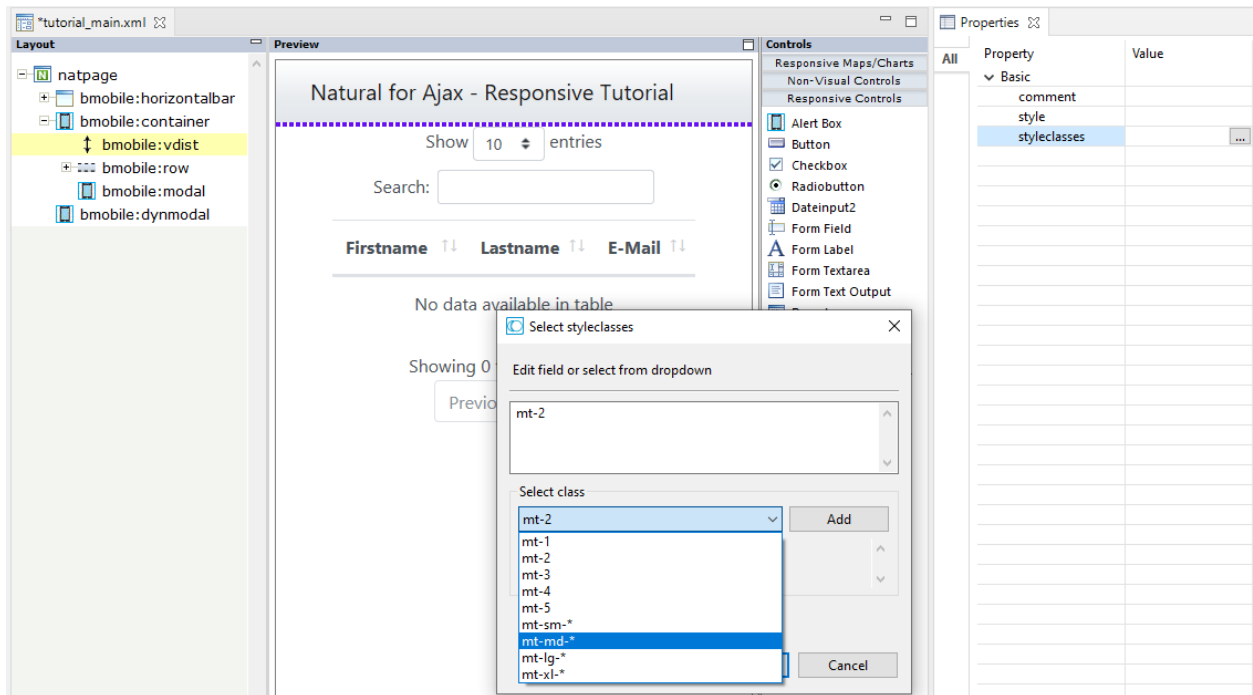 *tutorial_main.xml
Layout
natpage
bmobile:horizontalbar
bmobile:container
bmobile:vdist
bmobile:row
bmobile:modal
bmobile:dynmodal
Preview
Natural for Ajax - Responsive Tutorial
Show 10 entries
Search:
Firstname Lastname E-Mail
No data available in table
Showing 0
Previo
Controls
Responsive Maps/Charts
Non-Visual Controls
Responsive Controls
Alert Box
Button
Checkbox
Radiobutton
Dateinput2
Form Field
Form Label
Form Textarea
Form Text Output
Select styleclasses
Edit field or select from dropdown
mt-2
Select class
mt-2
Add
mt-1
mt-2
mt-3
mt-4
mt-5
mt-sm-*
mt-md-*
mt-lg-*
mt-xl-*
Cancel
Properties
All
Property Value
Basic
comment
style
styleclasses ...